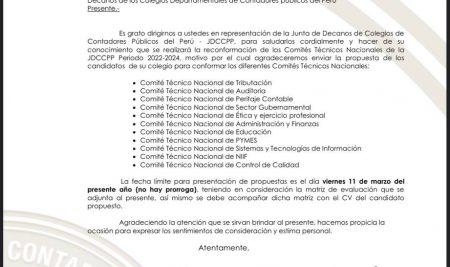 Decanos de los Colegios Departamentales de Contadores públicos del Perú
Presente.-
Es grato dirigirnos a ustedes en representación de la Junta de Decanos de Colegios de
Contadores Públicos del Perú - JDCCPP, para saludarlos cordialmente y hacer de su
conocimiento que se realizará la reconformación de los Comités Técnicos Nacionales de la
JDCCPP Periodo 2022-2024, motivo por el cual agradeceremos enviar la propuesta de los
candidatos de su colegio para conformar los diferentes Comités Técnicos Nacionales:
• Comité Técnico Nacional de Tributación
• Comité Técnico Nacional de Auditoria
• Comité Técnico Nacional de Peritaje Contable
• Comité Técnico Nacional de Sector Gubernamental
• Comité Técnico Nacional de Ética y ejercicio profesional
• Comité Técnico Nacional de Administración y Finanzas
• Comité Técnico Nacional de Educación
• Comité Técnico Nacional de PYMES
• Comité Técnico Nacional de Sistemas y Tecnologías de Información
• Comité Técnico Nacional de NIIF
• Comité Técnico Nacional de Control de Calidad
La fecha límite para presentación de propuestas es el día viernes 11 de marzo del
presente año (no hay prorroga), teniendo en consideración la matriz de evaluación que se
adjunta al presente, así mismo se debe acompañar dicha matriz con el CV del candidato
propuesto.
Agradeciendo la atención que se sirvan brindar al presente, hacemos propicia la
ocasión para expresar los sentimientos de consideración y estima personal.
Atentamente,
CONTAD